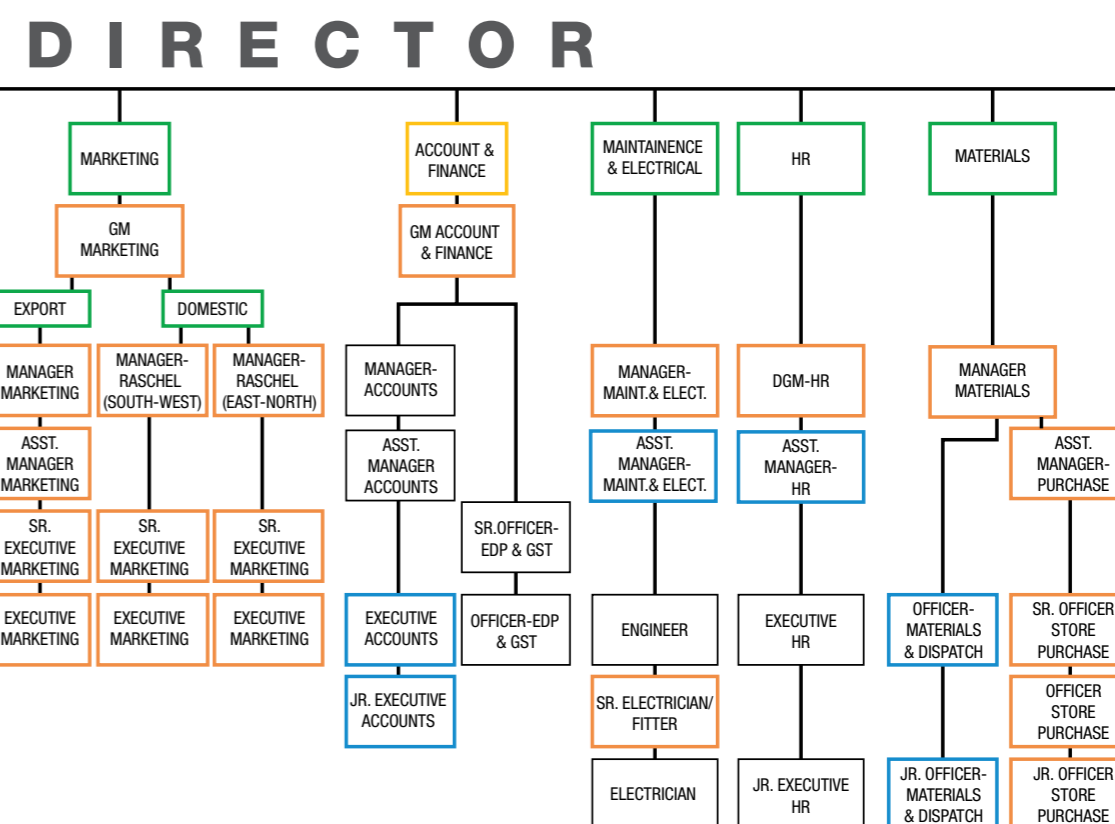 DIRECTOR
MARKETING
GM
MARKETING
EXPORT
DOMESTIC
MANAGER
MARKETING
ASST.
MANAGER
MARKETING
SR.
EXECUTIVE
MARKETING
EXECUTIVE
MARKETING
MANAGER-
RASCHEL
(SOUTH-WEST)
SR.
EXECUTIVE
MARKETING
EXECUTIVE
MARKETING
MANAGER-
RASCHEL
(EAST-NORTH)
SR.
EXECUTIVE
MARKETING
EXECUTIVE
MARKETING
ACCOUNT &
FINANCE
GM ACCOUNT
& FINANCE
MANAGER-
ACCOUNTS
ASST.
MANAGER
ACCOUNTS
EXECUTIVE
ACCOUNTS
JR. EXECUTIVE
ACCOUNTS
SR.OFFICER-
EDP & GST
OFFICER-EDP
& GST
MAINTAINENCE
& ELECTRICAL
MANAGER-
MAINT.& ELECT.
ASST.
MANAGER-
MAINT.& ELECT.
ENGINEER
SR. ELECTRICIAN/
FITTER
ELECTRICIAN
HR
DGM-HR
ASST.
MANAGER-
HR
EXECUTIVE
HR
JR. EXECUTIVE
HR
MATERIALS
MANAGER
MATERIALS
OFFICER-
MATERIALS
& DISPATCH
JR. OFFICER-
MATERIALS
& DISPATCH
ASST.
MANAGER-
PURCHASE
SR. OFFICER
STORE
PURCHASE
OFFICER
STORE
PURCHASE
JR. OFFICER
STORE
PURCHASE